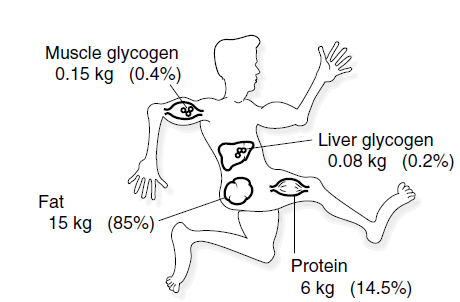 Muscle glycogen
0.15 kg (0.4%)
Liver glycogen
0.08 kg (0.2%)
Fat
15 kg (85%)
Protein
6 kg (14.5%)